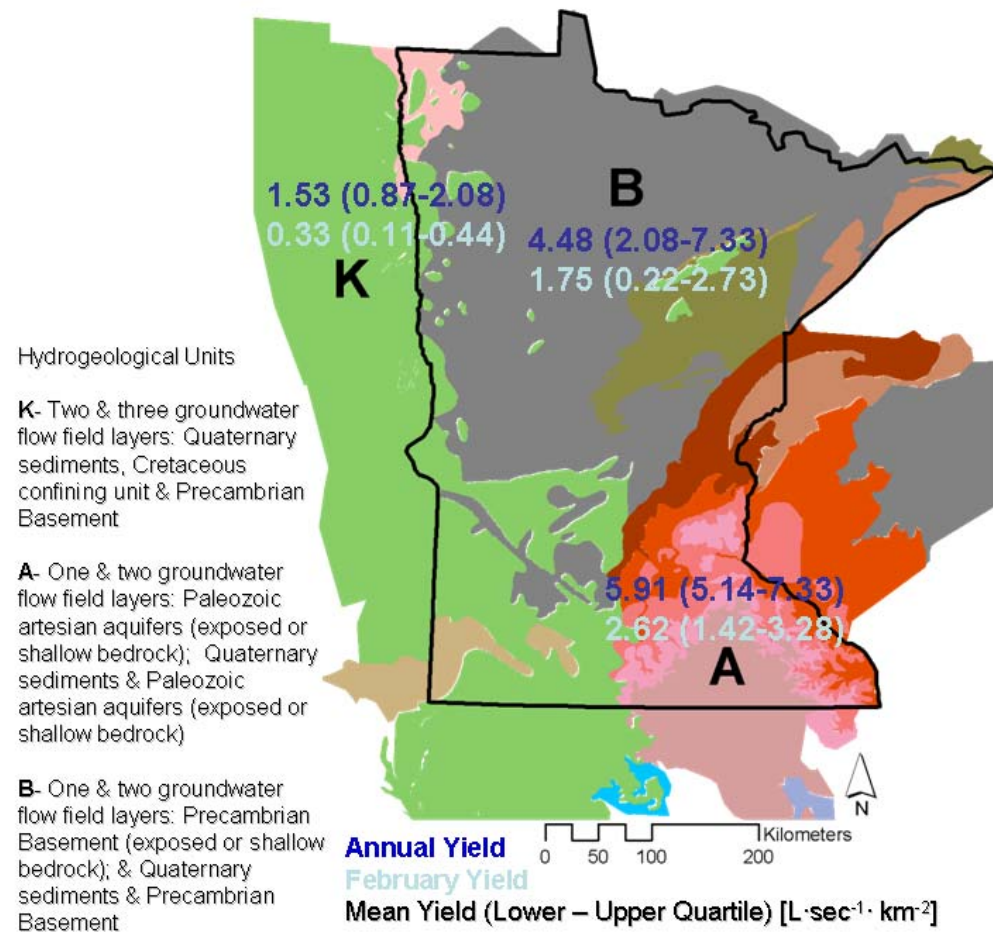 B
1.53 (0.87-2.08)
0.33 (0.11-0.44)
4.48 (2.08-7.33)
1.75 (0.22-2.73)
K
Hydrogeological Units
K- Two & three groundwater
flow field layers: Quaternary
sediments, Cretaceous
confining unit & Precambrian
Basement
A- One & two groundwater
flow field layers: Paleozoic
artesian aquifers (exposed or
shallow bedrock); Quaternary
sediments & Paleozoic
artesian aquifers (exposed or
shallow bedrock)
B- One & two groundwater
flow field layers: Precambrian
Basement (exposed or shallow
bedrock); & Quaternary
sediments & Precambrian
Basement
5.91 (5.14-7.33)
2.62 (1.42-3.28)
A
N
Kilometers
0 50 100 200
Annual Yield
February Yield
Mean Yield (Lower – Upper Quartile) [L·sec⁻¹· km⁻²]